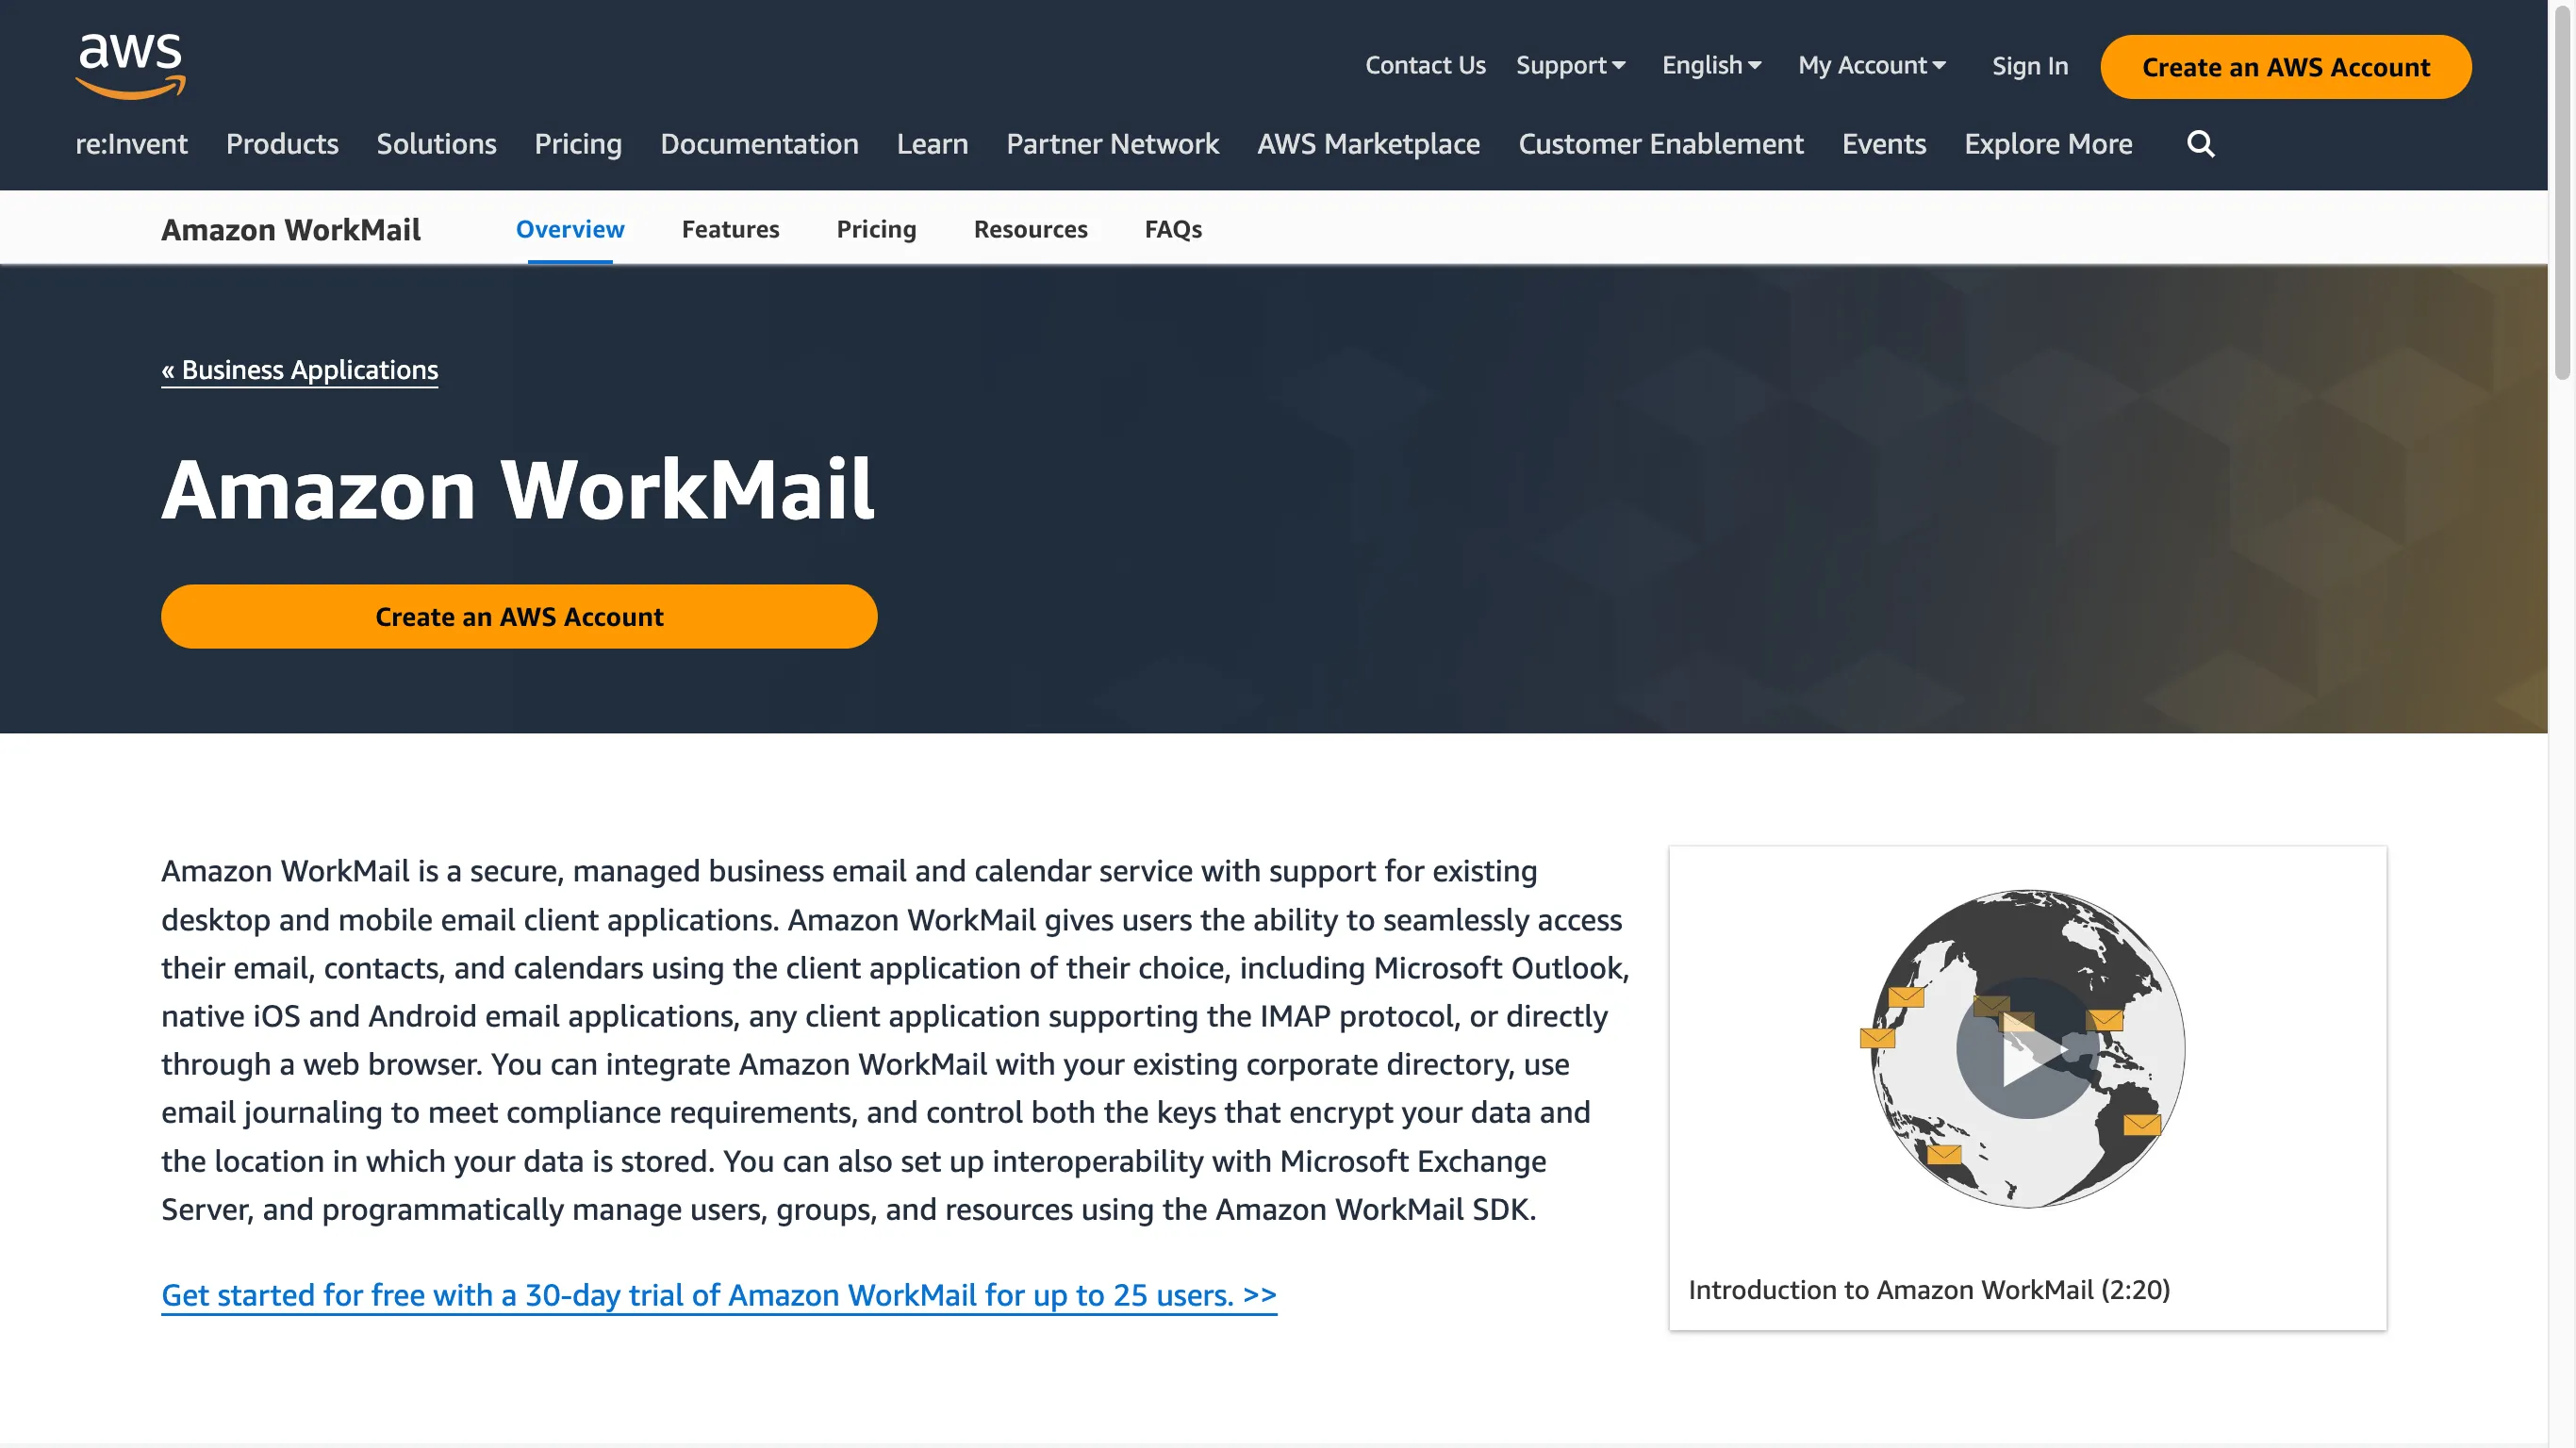 aws
Contact Us Support English My Account Sign In Create an AWS Account
re:Invent Products Solutions Pricing Documentation Learn Partner Network AWS Marketplace Customer Enablement Events Explore More
Amazon WorkMail Overview Features Pricing Resources FAQs
« Business Applications
Amazon WorkMail
Create an AWS Account
Amazon WorkMail is a secure, managed business email and calendar service with support for existing
desktop and mobile email client applications. Amazon WorkMail gives users the ability to seamlessly access
their email, contacts, and calendars using the client application of their choice, including Microsoft Outlook,
native iOS and Android email applications, any client application supporting the IMAP protocol, or directly
through a web browser. You can integrate Amazon WorkMail with your existing corporate directory, use
email journaling to meet compliance requirements, and control both the keys that encrypt your data and
the location in which your data is stored. You can also set up interoperability with Microsoft Exchange
Server, and programmatically manage users, groups, and resources using the Amazon WorkMail SDK.
Get started for free with a 30-day trial of Amazon WorkMail for up to 25 users. >>
Introduction to Amazon WorkMail (2:20)